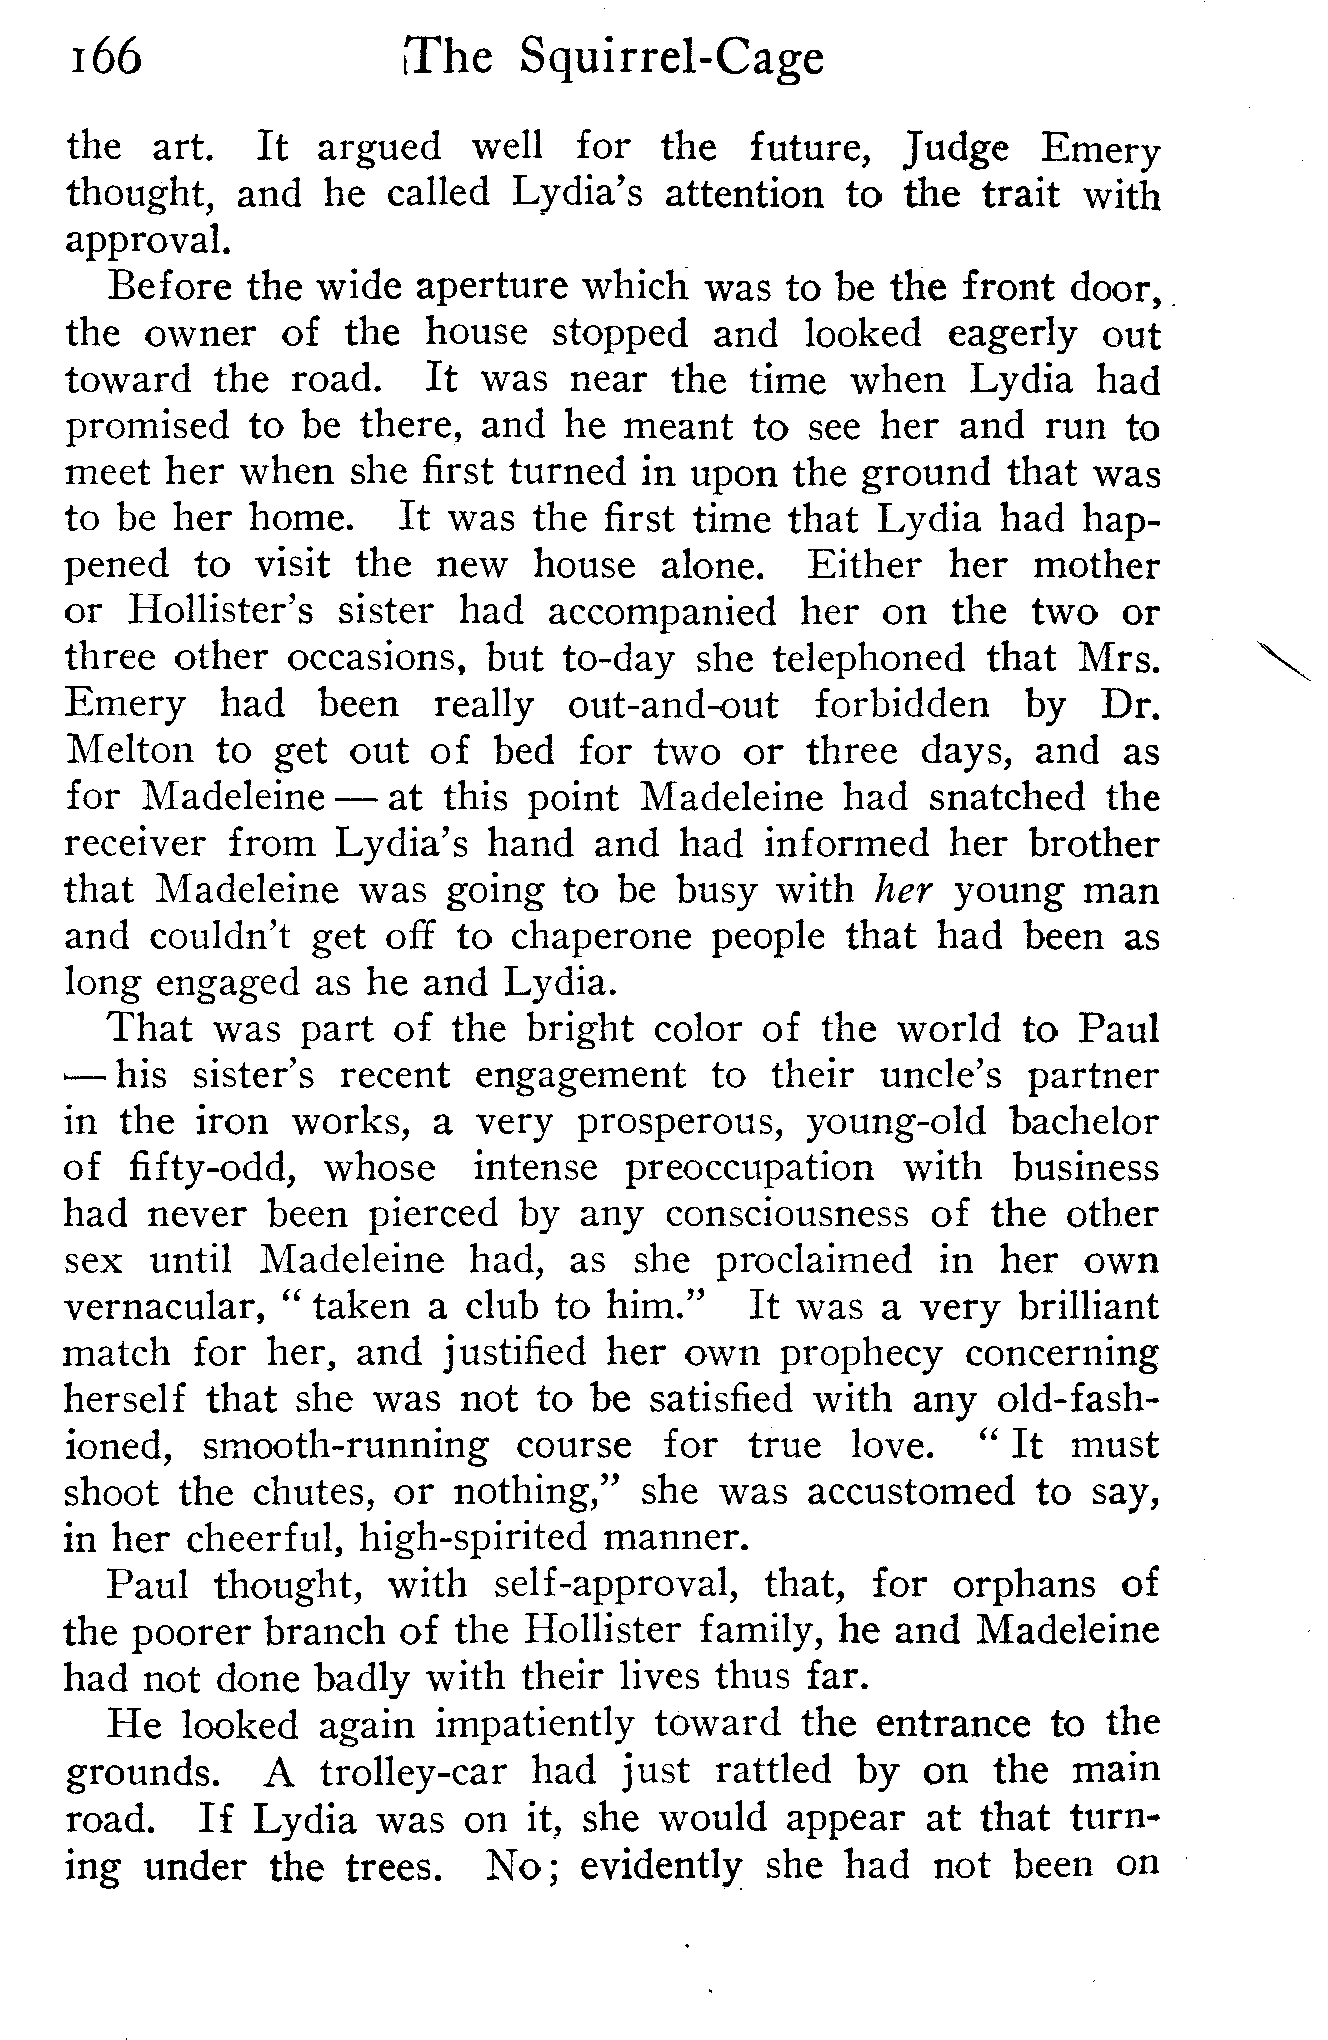 166 The Squirrel-Cage
the art. It argued well for the future, Judge Emery
thought, and he called Lydia's attention to the trait with
approval.
Before the wide aperture which was to be the front door,
the owner of the house stopped and looked eagerly out
toward the road. It was near the time when Lydia had
promised to be there, and he meant to see her and run to
meet her when she first turned in upon the ground that was
to be her home. It was the first time that Lydia had hap-
pened to visit the new house alone. Either her mother
or Hollister's sister had accompanied her on the two or
three other occasions, but to-day she telephoned that Mrs.
Emery had been really out-and-out forbidden by Dr.
Melton to get out of bed for two or three days, and as
for Madeleine — at this point Madeleine had snatched the
receiver from Lydia's hand and had informed her brother
that Madeleine was going to be busy with her young man
and couldn't get off to chaperone people that had been as
long engaged as he and Lydia.
That was part of the bright color of the world to Paul
— his sister's recent engagement to their uncle's partner
in the iron works, a very prosperous, young-old bachelor
of fifty-odd, whose intense preoccupation with business
had never been pierced by any consciousness of the other
sex until Madeleine had, as she proclaimed in her own
vernacular, " taken a club to him." It was a very brilliant
match for her, and justified her own prophecy concerning
herself that she was not to be satisfied with any old-fash-
ioned, smooth-running course for true love. " It must
shoot the chutes, or nothing," she was accustomed to say,
in her cheerful, high-spirited manner.
Paul thought, with self-approval, that, for orphans of
the poorer branch of the Hollister family, he and Madeleine
had not done badly with their lives thus far.
He looked again impatiently toward the entrance to the
grounds. A trolley-car had just rattled by on the main
road. If Lydia was on it, she would appear at that turn-
ing under the trees. No; evidently she had not been on